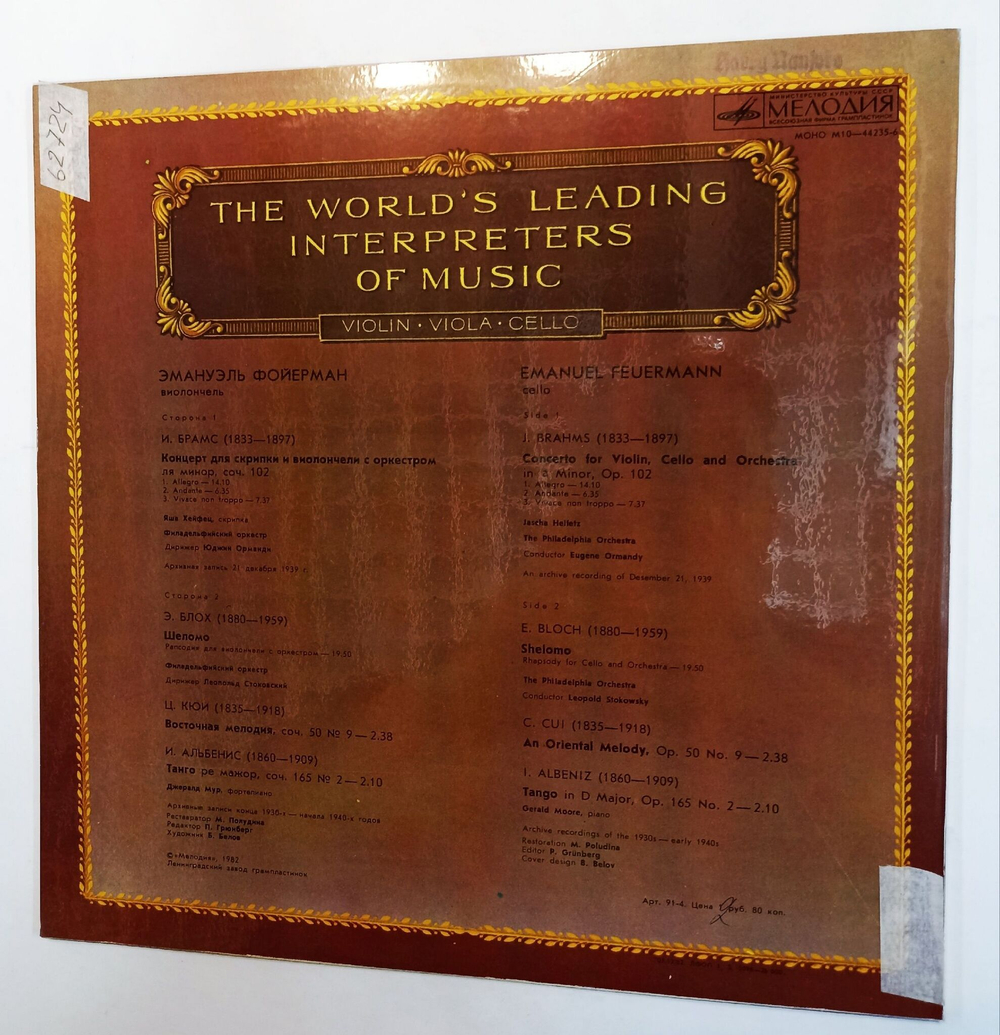 62724
МИНИСТЕРСТВО КУЛЬТУРЫ СССР
МЕЛОДИЯ
ВСЕСОЮЗНАЯ ФИРМА ГРАМПЛАСТИНОК
МОНО М10—44235-6
THE WORLD'S LEADING
INTERPRETERS
OF MUSIC
VIOLIN · VIOLA · CELLO
ЭМАНУЭЛЬ ФОЙЕРМАН
виолончель
Сторона 1
И. БРАМС (1833—1897)
Концерт для скрипки и виолончели с оркестром
ля минор, соч. 102
1. Allegro — 14.10
2. Andante — 6.35
3. Vivace non troppo — 7.37
Яша Хейфец, скрипка
Филадельфийский оркестр
Дирижер Юджин Орманди
Архивная запись 21 декабря 1939 г.
Сторона 2
Э. БЛОХ (1880—1959)
Шеломо
Рапсодия для виолончели с оркестром — 19.50
Филадельфийский оркестр
Дирижер Леопольд Стоковский
Ц. КЮИ (1835—1918)
Восточная мелодия, соч. 50 № 9 — 2.38
И. АЛЬБЕНИС (1860—1909)
Танго ре мажор, соч. 165 № 2 — 2.10
Джеральд Мур, фортепиано
Архивные записи конца 1930-х — начала 1940-х годов
Реставратор М. Полудина
Редактор П. Грюнберг
Художник Б. Белов
© «Мелодия», 1982
Ленинградский завод грампластинок
EMANUEL FEUERMANN
cello
Side 1
J. BRAHMS (1833—1897)
Concerto for Violin, Cello and Orchestra
in a Minor, Op. 102
1. Allegro — 14.10
2. Andante — 6.35
3. Vivace non troppo — 7.37
Jascha Heifetz
The Philadelphia Orchestra
Conductor Eugene Ormandy
An archive recording of Desember 21, 1939
Side 2
E. BLOCH (1880—1959)
Shelomo
Rhapsody for Cello and Orchestra — 19.50
The Philadelphia Orchestra
Conductor Leopold Stokowsky
C. CUI (1835—1918)
An Oriental Melody, Op. 50 No. 9 — 2.38
I. ALBENIZ (1860—1909)
Tango in D Major, Op. 165 No. 2 — 2.10
Gerald Moore, piano
Archive recordings of the 1930s — early 1940s
Restoration M. Poludina
Editor P. Grünberg
Cover design B. Belov
Арт. 91-4. Цена руб. 80 коп.